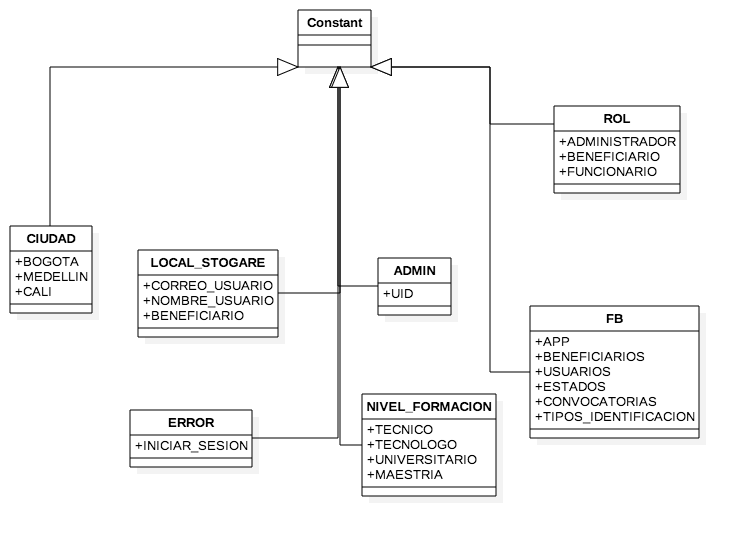 Constant
ROL
+ADMINISTRADOR
+BENEFICIARIO
+FUNCIONARIO
CIUDAD
+BOGOTA
+MEDELLIN
+CALI
LOCAL_STOGARE
+CORREO_USUARIO
+NOMBRE_USUARIO
+BENEFICIARIO
ADMIN
+UID
FB
+APP
+BENEFICIARIOS
+USUARIOS
+ESTADOS
+CONVOCATORIAS
+TIPOS_IDENTIFICACION
ERROR
+INICIAR_SESION
NIVEL_FORMACION
+TECNICO
+TECNOLOGO
+UNIVERSITARIO
+MAESTRIA